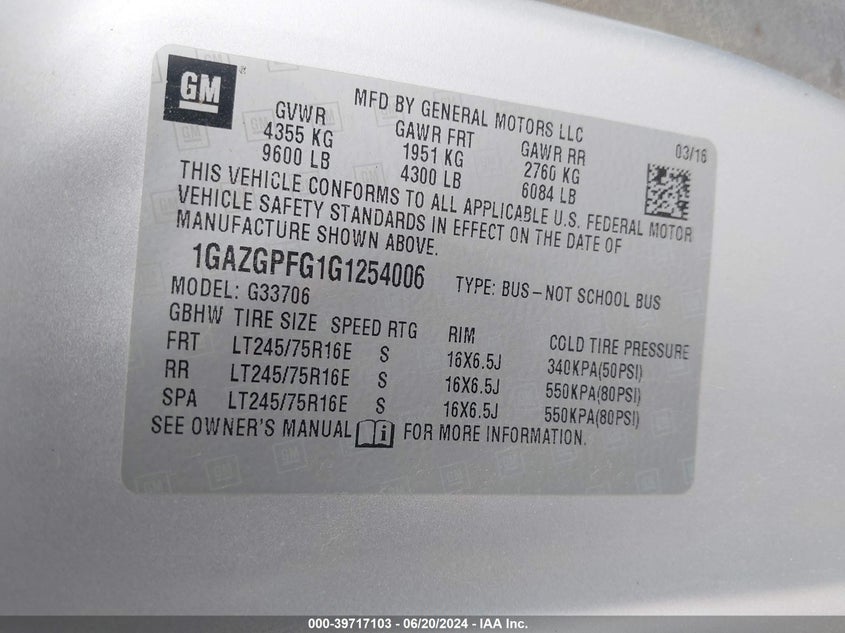 GM ®
MFD BY GENERAL MOTORS LLC 03/16
GVWR GAWR FRT GAWR RR
4355 KG 1951 KG 2760 KG
9600 LB 4300 LB 6084 LB
THIS VEHICLE CONFORMS TO ALL APPLICABLE U.S. FEDERAL MOTOR
VEHICLE SAFETY STANDARDS IN EFFECT ON THE DATE OF
MANUFACTURE SHOWN ABOVE.
1GAZGPFG1G1254006 TYPE: BUS-NOT SCHOOL BUS
MODEL: G33706
GBHW TIRE SIZE SPEED RTG RIM COLD TIRE PRESSURE
FRT LT245/75R16E S 16X6.5J 340KPA(50PSI)
RR LT245/75R16E S 16X6.5J 550KPA(80PSI)
SPA LT245/75R16E S 16X6.5J 550KPA(80PSI)
SEE OWNER'S MANUAL i FOR MORE INFORMATION.
000-39717103 - 06/20/2024 - IAA Inc.